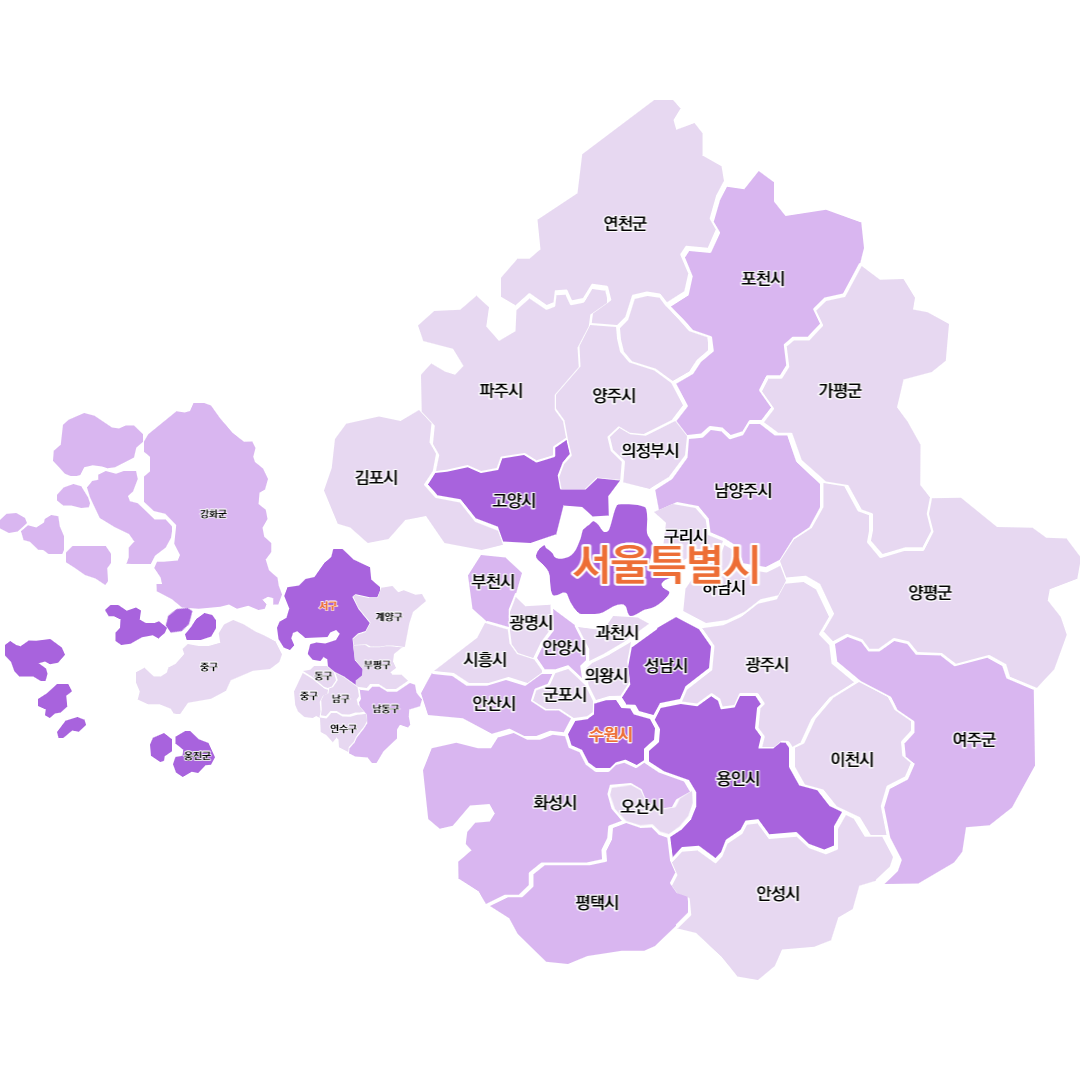 연천군
포천시
파주시
양주시
가평군
의정부시
김포시
고양시
남양주시
강화군
구리시
서울특별시
부천시
하남시
양평군
서구
계양구
광명시
과천시
안양시
시흥시
중구
부평구
성남시
광주시
의왕시
동구
중구
남구
군포시
안산시
남동구
연수구
수원시
여주군
옹진군
이천시
용인시
화성시
오산시
안성시
평택시